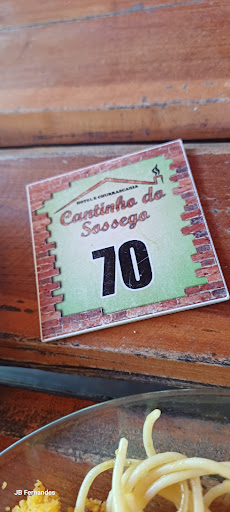 HOTEL E CHURRASCARIA
Cantinho do
Sossego
70
JB Fernandes